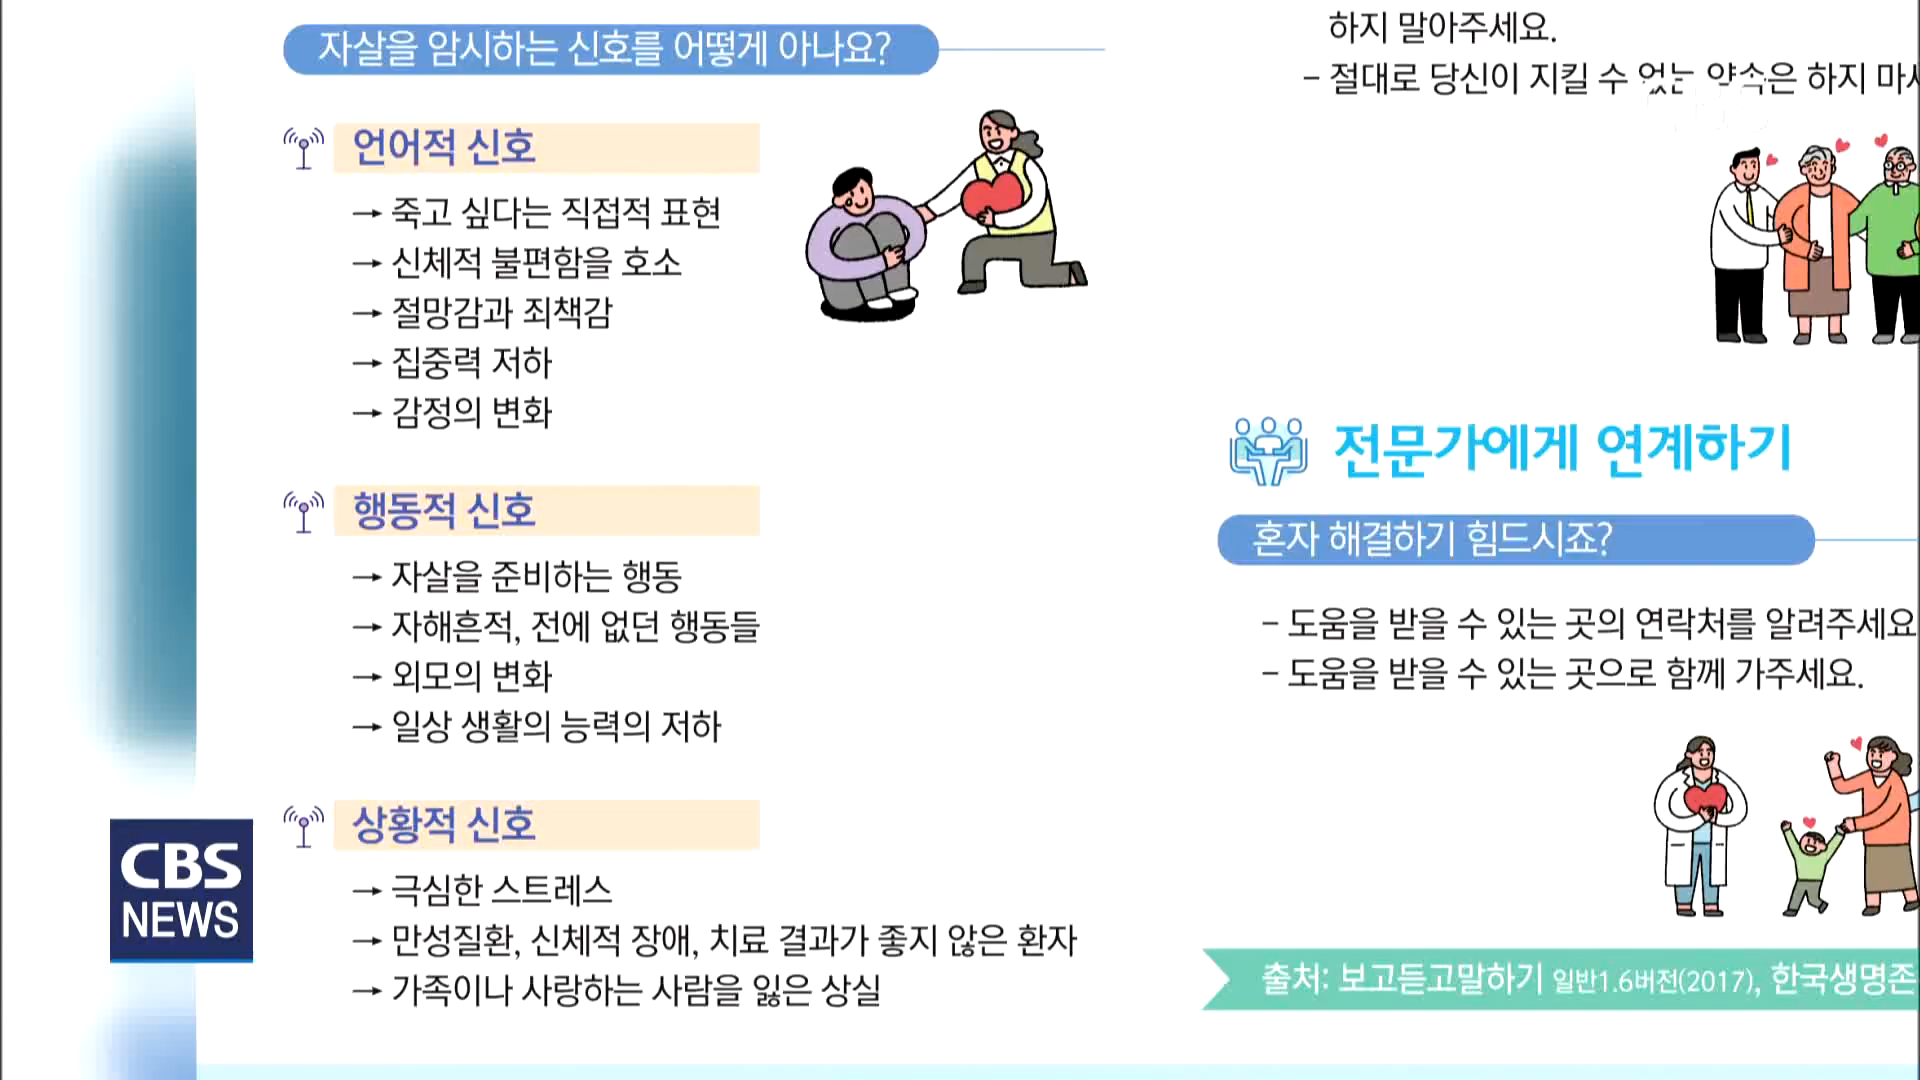 자살을 암시하는 신호를 어떻게 아나요?
언어적 신호
→ 죽고 싶다는 직접적 표현
→ 신체적 불편함을 호소
→ 절망감과 죄책감
→ 집중력 저하
→ 감정의 변화
행동적 신호
→ 자살을 준비하는 행동
→ 자해흔적, 전에 없던 행동들
→ 외모의 변화
→ 일상 생활의 능력의 저하
상황적 신호
→ 극심한 스트레스
→ 만성질환, 신체적 장애, 치료 결과가 좋지 않은 환자
→ 가족이나 사랑하는 사람을 잃은 상실
하지 말아주세요.
- 절대로 당신이 지킬 수 없는 약속은 하지 마
전문가에게 연계하기
혼자 해결하기 힘드시죠?
- 도움을 받을 수 있는 곳의 연락처를 알려주세요
- 도움을 받을 수 있는 곳으로 함께 가주세요.
출처: 보고듣고말하기 일반1.6버전(2017), 한국생명존
CBS
NEWS